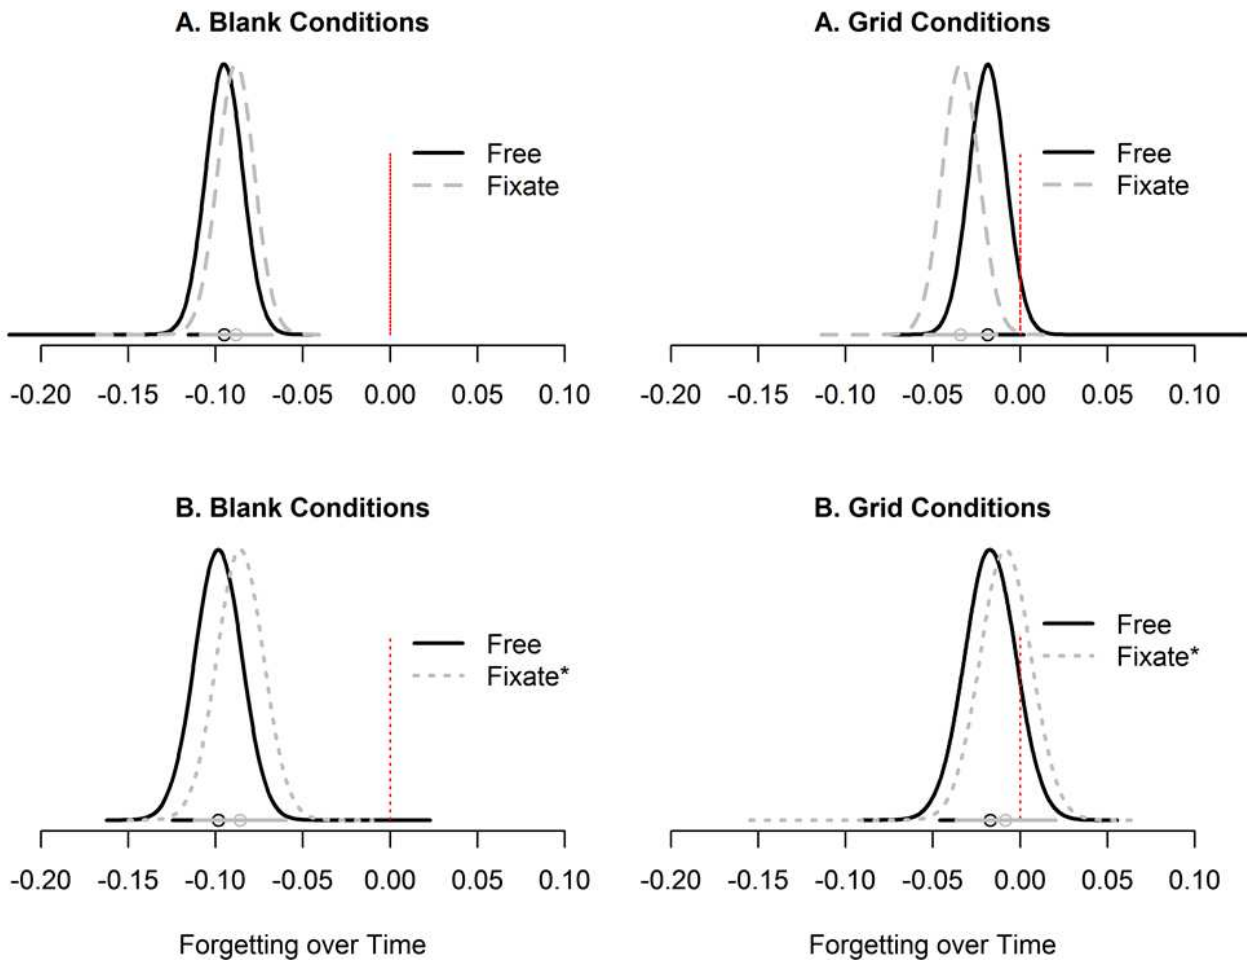 A. Blank Conditions
A. Grid Conditions
Free
Fixate
Free
Fixate
-0.20 -0.15 -0.10 -0.05 0.00 0.05 0.10
-0.20 -0.15 -0.10 -0.05 0.00 0.05 0.10
B. Blank Conditions
B. Grid Conditions
Free
Fixate*
Free
Fixate*
-0.20 -0.15 -0.10 -0.05 0.00 0.05 0.10
-0.20 -0.15 -0.10 -0.05 0.00 0.05 0.10
Forgetting over Time
Forgetting over Time